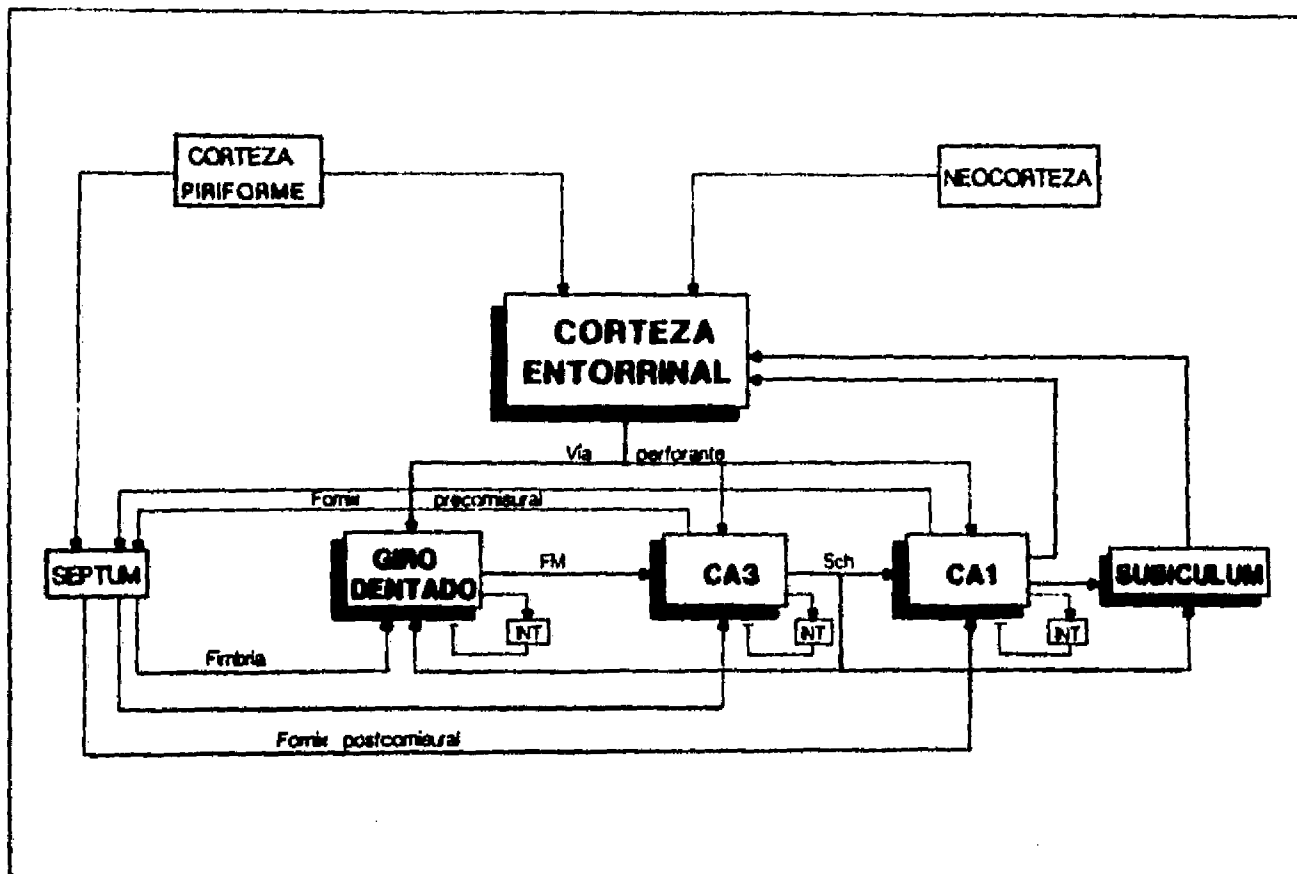 CORTEZA
PIRIFORME
NEOCORTEZA
CORTEZA
ENTORRINAL
Vía perforante
Fornix precomisural
SEPTUM
GIRO
DENTADO
FM
CA3
Sch
CA1
SUBICULUM
INT
INT
INT
Fimbria
Fornix postcomisural